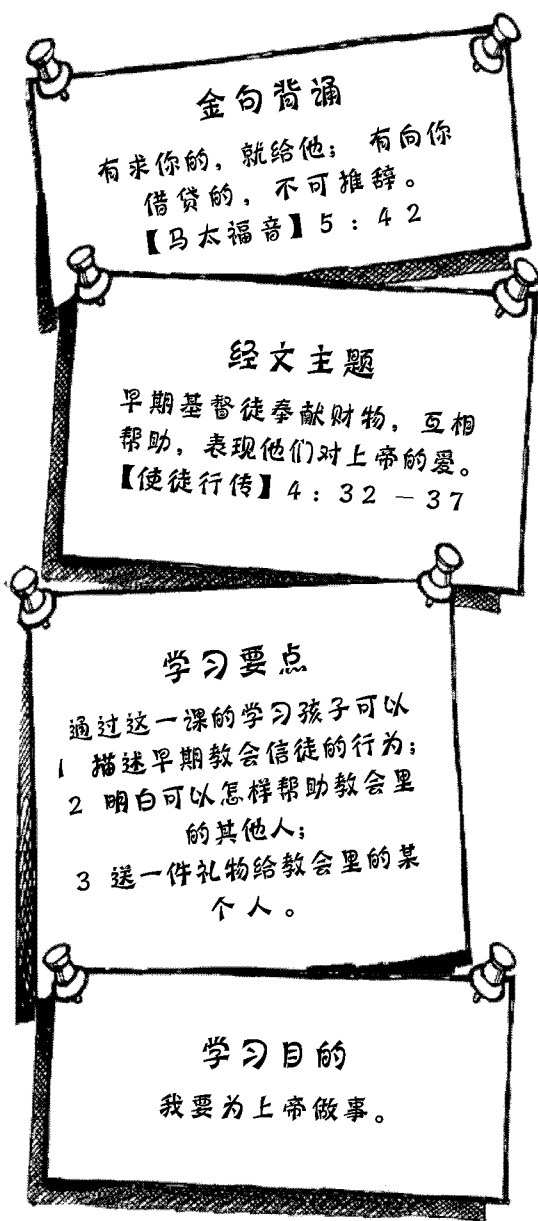 金句背诵
有求你的，就给他； 有向你
借贷的，不可推辞。
【马太福音】5：42
经文主题
早期基督徒奉献财物，互相
帮助，表现他们对上帝的爱。
【使徒行传】4：32－37
学习要点
通过这一课的学习孩子可以
1 描述早期教会信徒的行为；
2 明白可以怎样帮助教会里
的其他人；
3 送一件礼物给教会里的某
个人。
学习目的
我要为上帝做事。